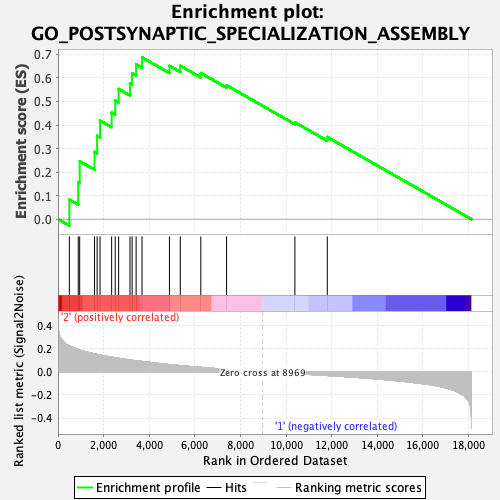 Enrichment plot:
GO_POSTSYNAPTIC_SPECIALIZATION_ASSEMBLY
Enrichment score (ES)
0.7
0.6
0.5
0.4
0.3
0.2
0.1
0.0
Ranked list metric (Signal2Noise)
'2' (positively correlated)
0.4
0.2
0.0
-0.2
-0.4
Zero cross at 8969
'1' (negatively correlated)
0 2,000 4,000 6,000 8,000 10,000 12,000 14,000 16,000 18,000
Rank in Ordered Dataset
Enrichment profile Hits Ranking metric scores